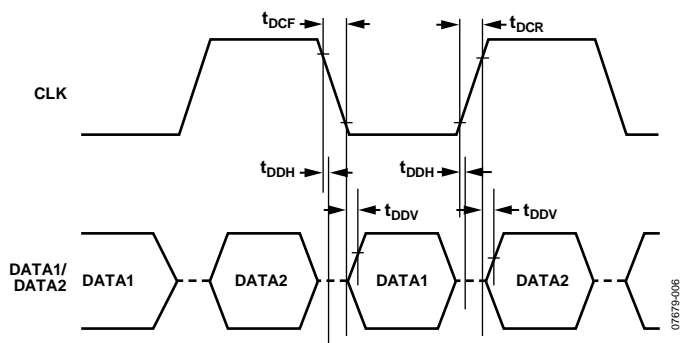 tDCF
tDCR
CLK
tDDH
tDDH
tDDV
tDDV
DATA1/
DATA2
DATA1
DATA2
DATA1
DATA2
07679-006